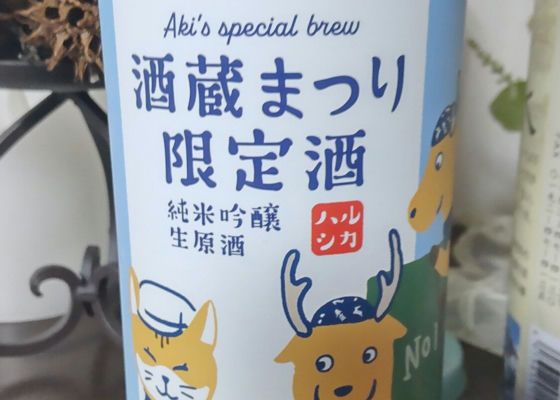 Aki's special brew
酒蔵まつり
限定酒
純米吟醸
生原酒
ハル
シカ
No1